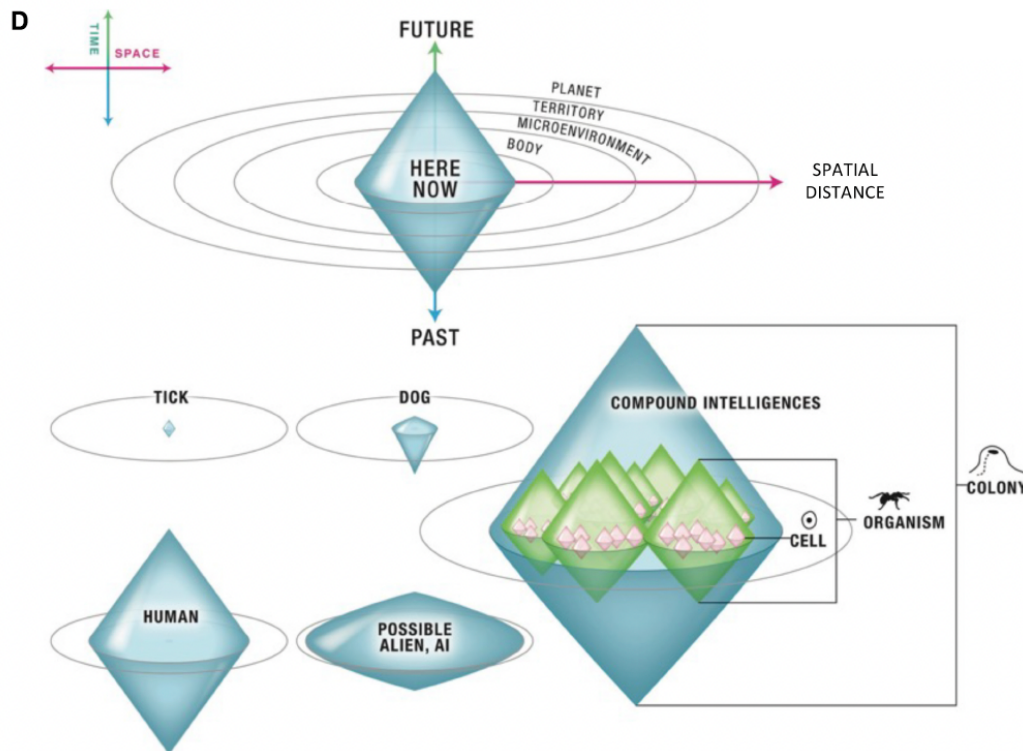 D
TIME
SPACE
FUTURE
PLANET
TERRITORY
MICROENVIRONMENT
BODY
HERE
NOW
SPATIAL
DISTANCE
PAST
TICK
DOG
COMPOUND INTELLIGENCES
COLONY
ORGANISM
CELL
HUMAN
POSSIBLE
ALIEN, AI